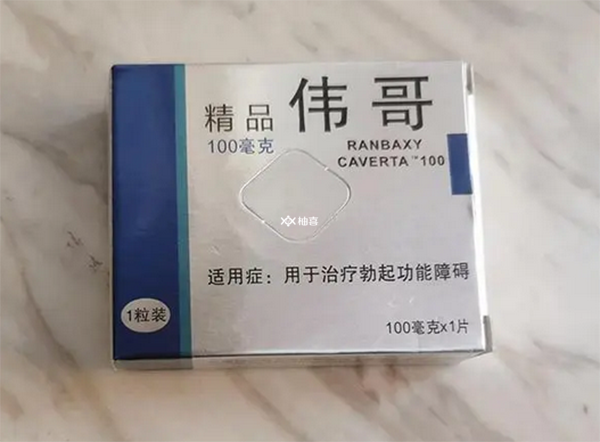 精品 伟哥
100毫克
RANBAXY
CAVERTA™100
柚喜
适用症：用于治疗勃起功能障碍
1粒装
100毫克x1片